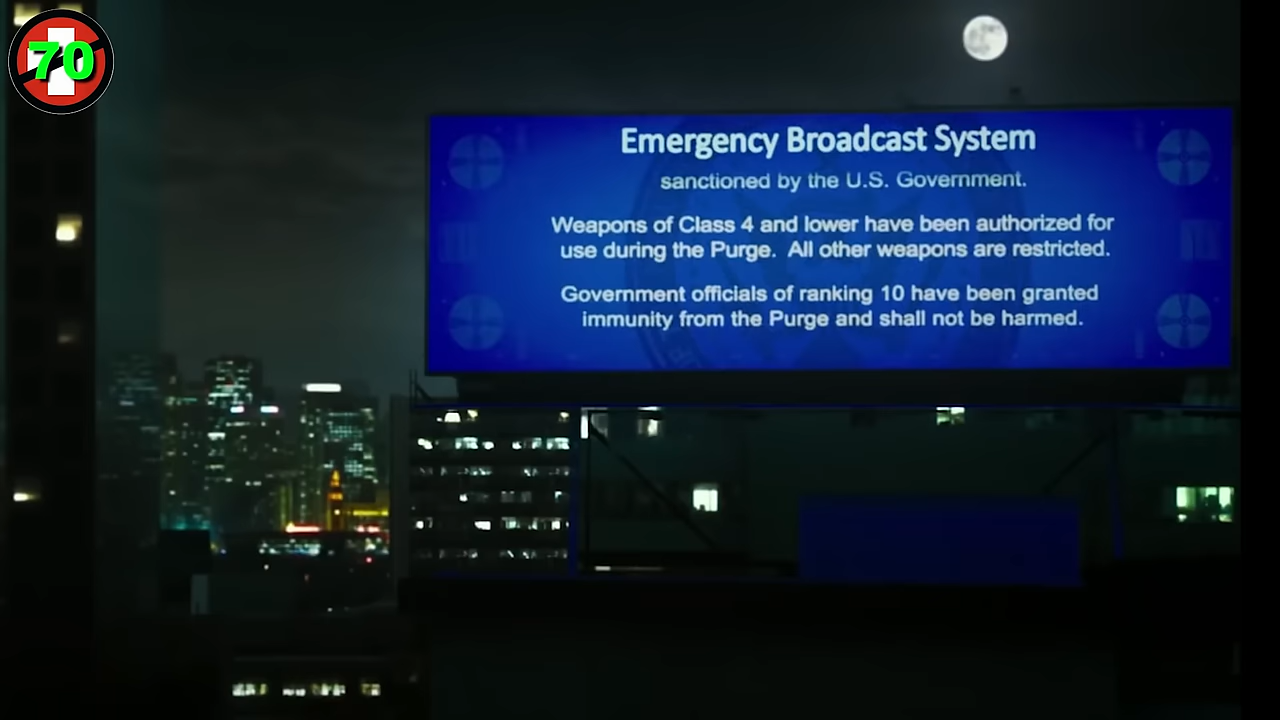 70
Emergency Broadcast System
sanctioned by the U.S. Government.
Weapons of Class 4 and lower have been authorized for
use during the Purge. All other weapons are restricted.
Government officials of ranking 10 have been granted
immunity from the Purge and shall not be harmed.